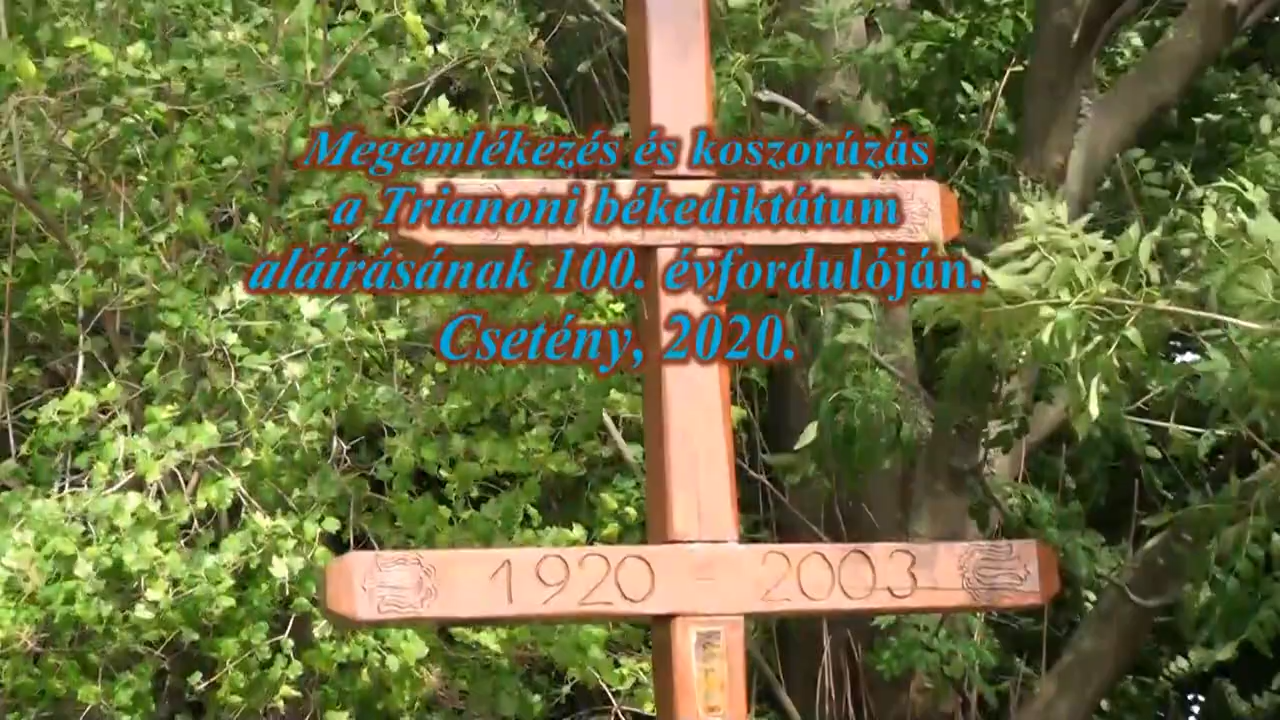 Megemlékezés és koszorúzás
a Trianoni békediktátum
aláírásának 100. évfordulóján.
Csetény, 2020.
1920 - 2003